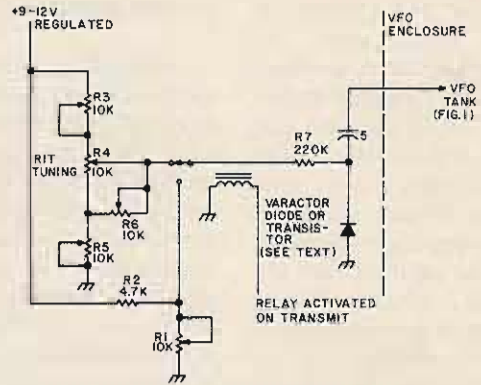 +9-12V
REGULATED
VFO
ENCLOSURE
R3
10K
VFO
TANK
(FIG.1)
R4
10K
RIT
TUNING
R7
220K
5
R6
10K
VARACTOR
DIODE OR
TRANSIS-
TOR
(SEE TEXT)
R5
10K
R2
4.7K
RELAY ACTIVATED
ON TRANSMIT
R1
10K